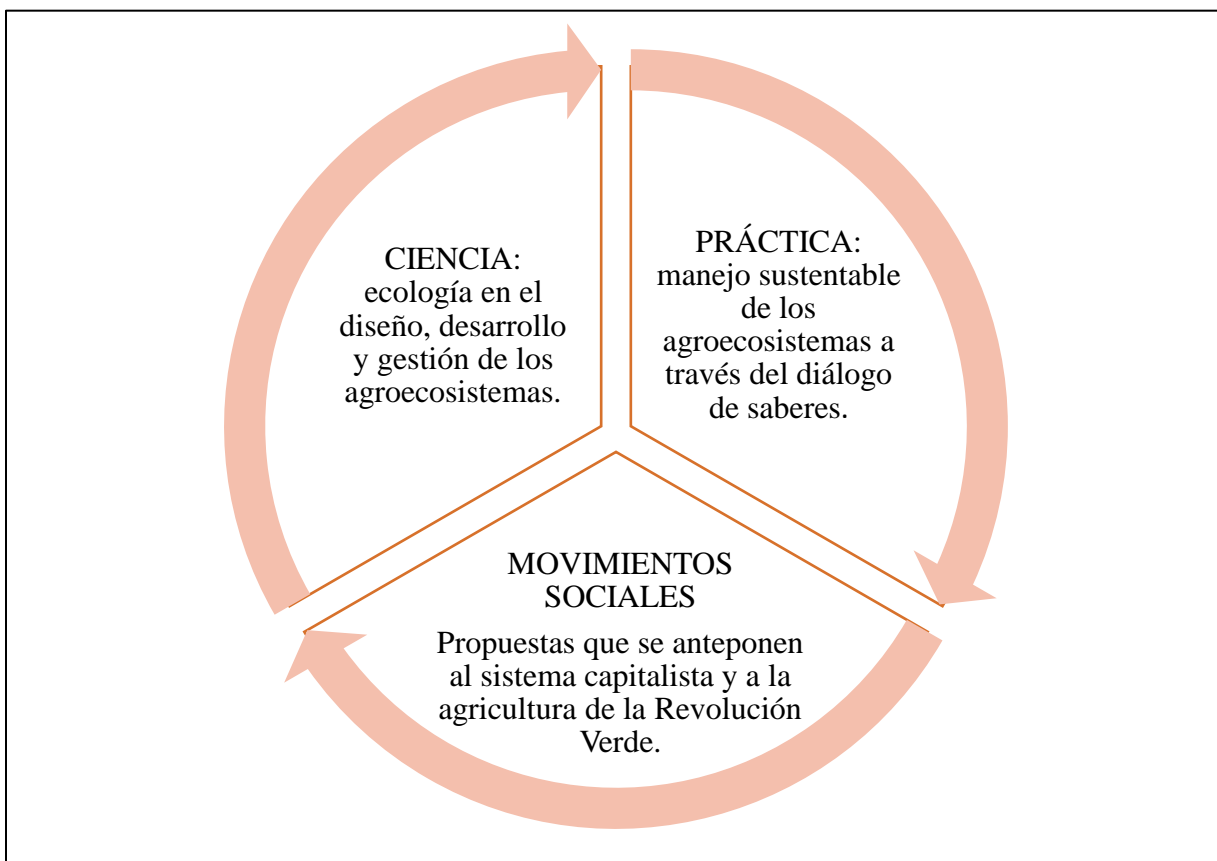 CIENCIA:
ecología en el
diseño, desarrollo
y gestión de los
agroecosistemas.
PRÁCTICA:
manejo sustentable
de los
agroecosistemas a
través del diálogo
de saberes.
MOVIMIENTOS
SOCIALES
Propuestas que se anteponen
al sistema capitalista y a la
agricultura de la Revolución
Verde.